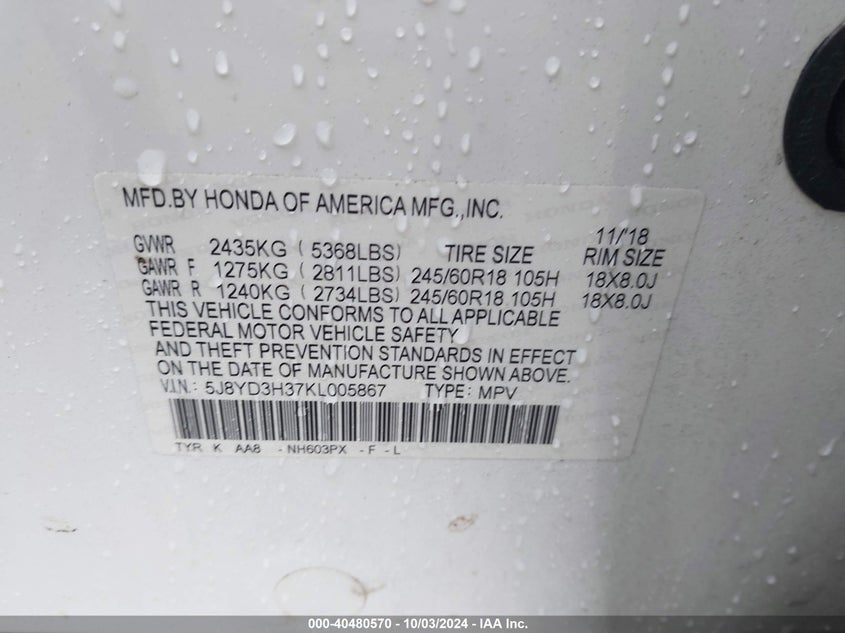 MFD.BY HONDA OF AMERICA MFG.,INC.
11/'18
GVWR 2435KG ( 5368LBS) TIRE SIZE RIM SIZE
GAWR F 1275KG ( 2811LBS) 245/60R18 105H 18X8.0J
GAWR R 1240KG ( 2734LBS) 245/60R18 105H 18X8.0J
THIS VEHICLE CONFORMS TO ALL APPLICABLE
FEDERAL MOTOR VEHICLE SAFETY
AND THEFT PREVENTION STANDARDS IN EFFECT
ON THE DATE OF MANUFACTURE SHOWN ABOVE.
V.I.N.: 5J8YD3H37KL005867 TYPE: MPV
TYR K AA8 -NH603PX -F -L
000-40480570 - 10/03/2024 - IAA Inc.